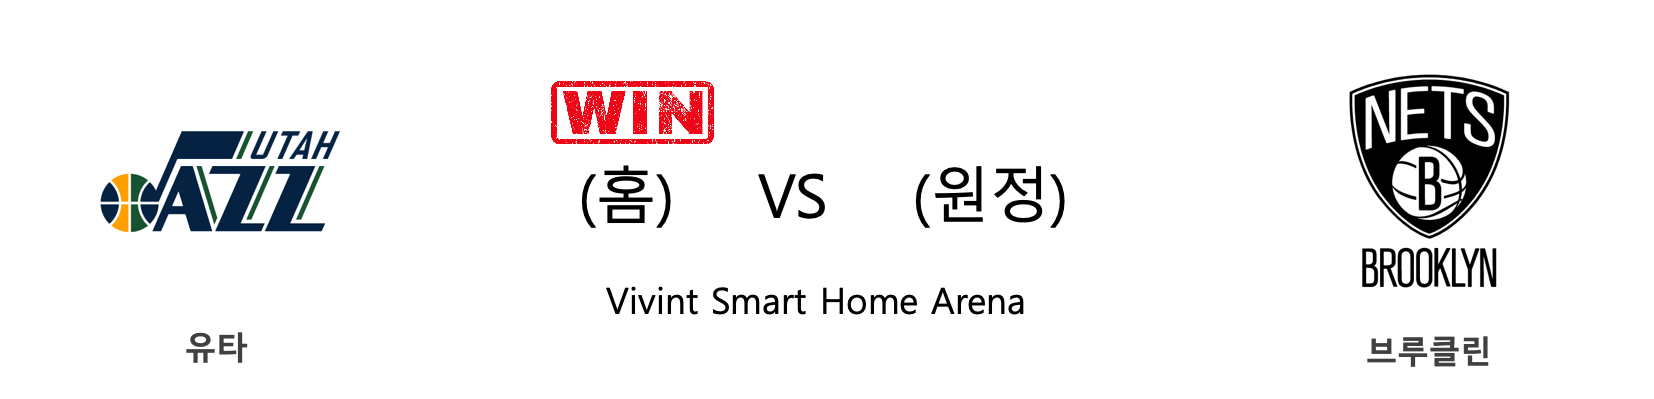 UTAH
JAZZ
유타
WIN
(홈) VS (원정)
Vivint Smart Home Arena
NETS
B
BROOKLYN
브루클린